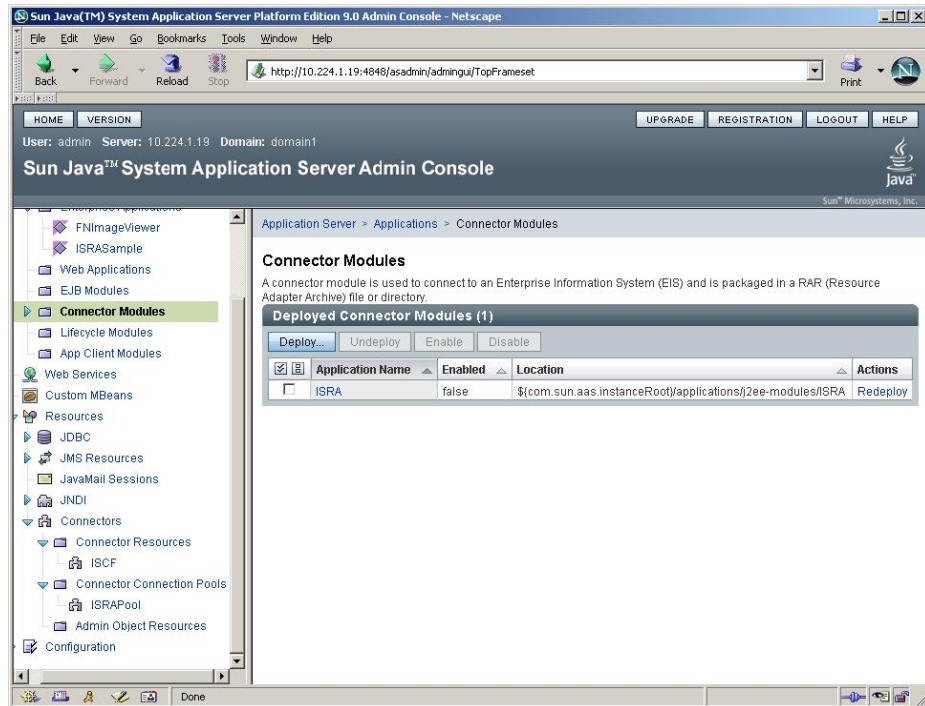 Sun Java(TM) System Application Server Platform Edition 9.0 Admin Console - Netscape
File Edit View Go Bookmarks Tools Window Help
Back Forward Reload Stop http://10.224.1.19:4848/asadmin/admingui/TopFrameset Print N
HOME VERSION UPGRADE REGISTRATION LOGOUT HELP
User: admin Server: 10.224.1.19 Domain: domain1
Sun Java™ System Application Server Admin Console
Java™
Sun™ Microsystems, Inc.
Enterprise Applications
FNImageViewer
ISRASample
Web Applications
EJB Modules
Connector Modules
Lifecycle Modules
App Client Modules
Web Services
Custom MBeans
Resources
JDBC
JMS Resources
JavaMail Sessions
JNDI
Connectors
Connector Resources
ISCF
Connector Connection Pools
ISRAPool
Admin Object Resources
Configuration
Application Server > Applications > Connector Modules
Connector Modules
A connector module is used to connect to an Enterprise Information System (EIS) and is packaged in a RAR (Resource
Adapter Archive) file or directory.
Deployed Connector Modules (1)
Deploy... Undeploy Enable Disable
Application Name Enabled Location Actions
ISRA false ${com.sun.aas.instanceRoot}/applications/j2ee-modules/ISRA Redeploy
Done